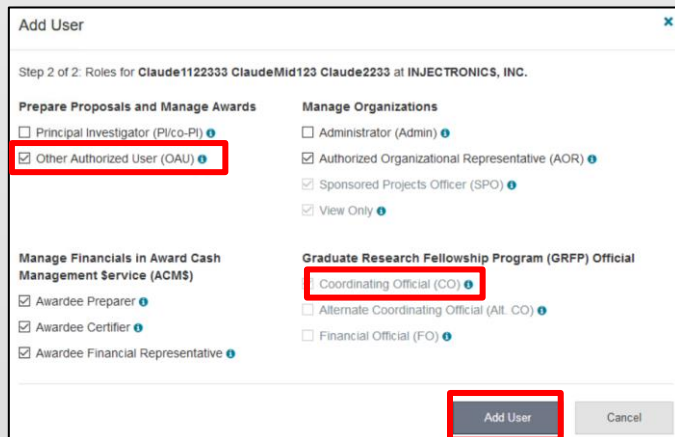 Add User
Step 2 of 2: Roles for Claude1122333 ClaudeMid123 Claude2233 at INJECTRONICS, INC.
Prepare Proposals and Manage Awards
Principal Investigator (PI/co-PI)
Other Authorized User (OAU)
Manage Organizations
Administrator (Admin)
Authorized Organizational Representative (AOR)
Sponsored Projects Officer (SPO)
View Only
Manage Financials in Award Cash
Management $ervice (ACM$)
Awardee Preparer
Awardee Certifier
Awardee Financial Representative
Graduate Research Fellowship Program (GRFP) Official
Coordinating Official (CO)
Alternate Coordinating Official (Alt. CO)
Financial Official (FO)
Add User
Cancel